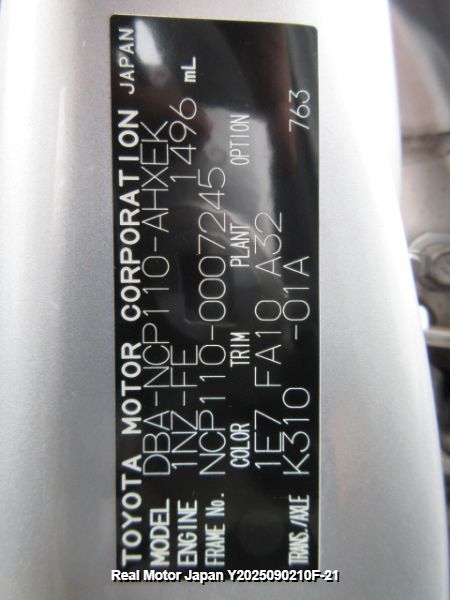 TOYOTA MOTOR CORPORATION JAPAN
MODEL DBA-NCP110-AHXEK
ENGINE 1NZ-FE 1496 mL
FRAME No. NCP110-0007245
COLOR TRIM PLANT OPTION
1E7 FA10 A32 763
TRANS./AXLE K310 -01A
Real Motor Japan Y2025090210F-21